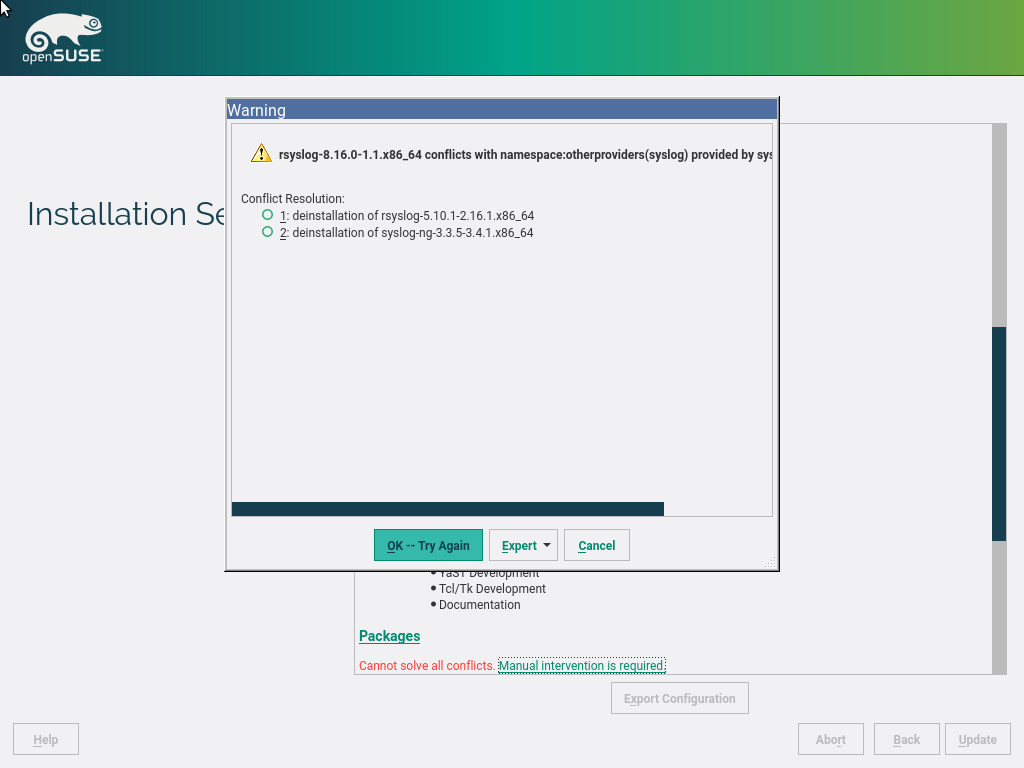 openSUSE
Warning
rsyslog-8.16.0-1.1.x86_64 conflicts with namespace:otherproviders(syslog) provided by sys
Conflict Resolution:
1: deinstallation of rsyslog-5.10.1-2.16.1.x86_64
2: deinstallation of syslog-ng-3.3.5-3.4.1.x86_64
Installation Se
OK -- Try Again
Expert
Cancel
YaST Development
Tcl/Tk Development
Documentation
Packages
Cannot solve all conflicts. Manual intervention is required.
Export Configuration
Help
Abort
Back
Update